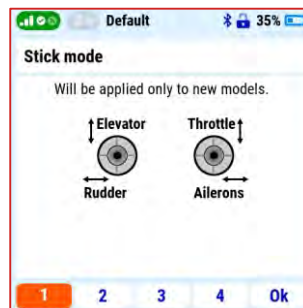 Default 35%
Stick mode
Will be applied only to new models.
Elevator Throttle
Rudder Ailerons
1 2 3 4 Ok